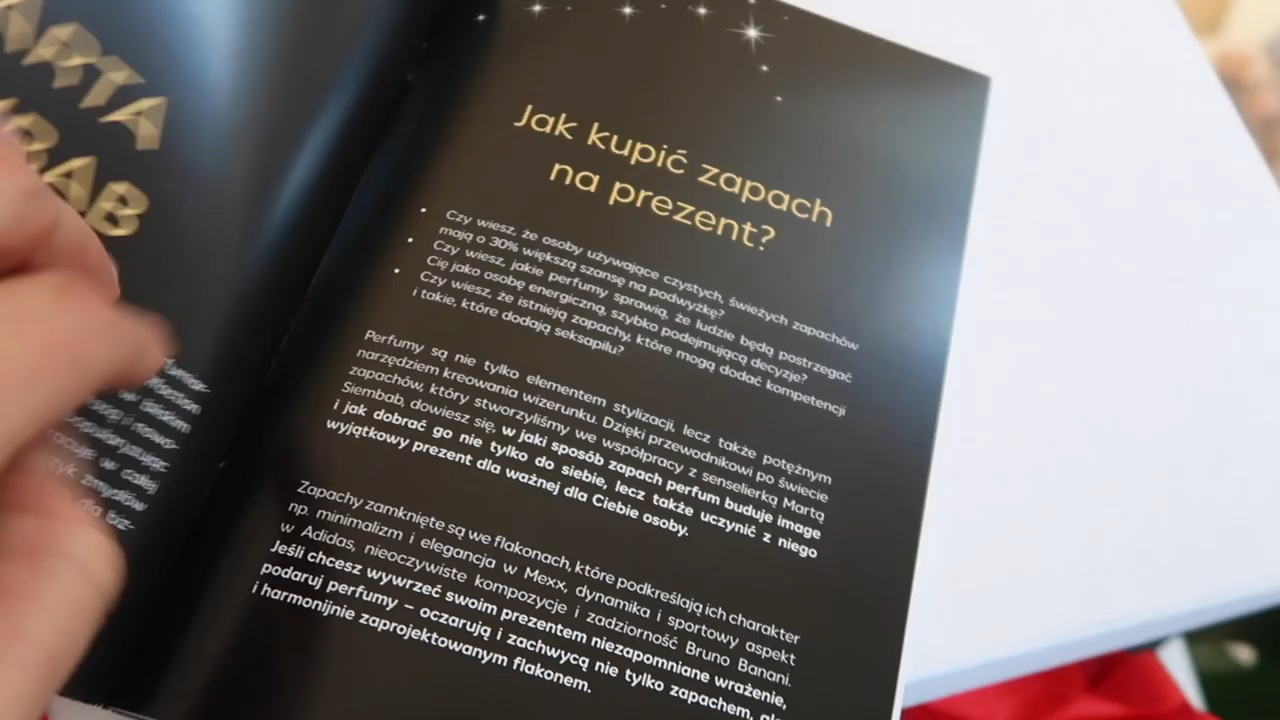 ARTA
BAB
w całej
zmysłów
dla biz-
Jak kupić zapach
na prezent?
• Czy wiesz, że osoby używające czystych, świeżych zapachów
mają o 30% większą szansę na podwyżkę?
• Czy wiesz, jakie perfumy sprawią, że ludzie będą postrzegać
Cię jako osobę energiczną, szybko podejmującą decyzje?
• Czy wiesz, że istnieją zapachy, które mogą dodać kompetencji
i takie, które dodają seksapilu?
Perfumy są nie tylko elementem stylizacji, lecz także potężnym
narzędziem kreowania wizerunku. Dzięki przewodnikowi po świecie
zapachów, który stworzyliśmy we współpracy z senselierką Martą
Siembab, dowiesz się, w jaki sposób zapach perfum buduje image
i jak dobrać go nie tylko do siebie, lecz także uczynić z niego
wyjątkowy prezent dla ważnej dla Ciebie osoby.
Zapachy zamknięte są we flakonach, które podkreślają ich charakter
np. minimalizm i elegancja w Mexx, dynamika i sportowy aspekt
w Adidas, nieoczywiste kompozycje i zadziorność Bruno Banani.
Jeśli chcesz wywrzeć swoim prezentem niezapomniane wrażenie,
podaruj perfumy – oczarują i zachwycą nie tylko zapachem, ale
i harmonijnie zaprojektowanym flakonem.